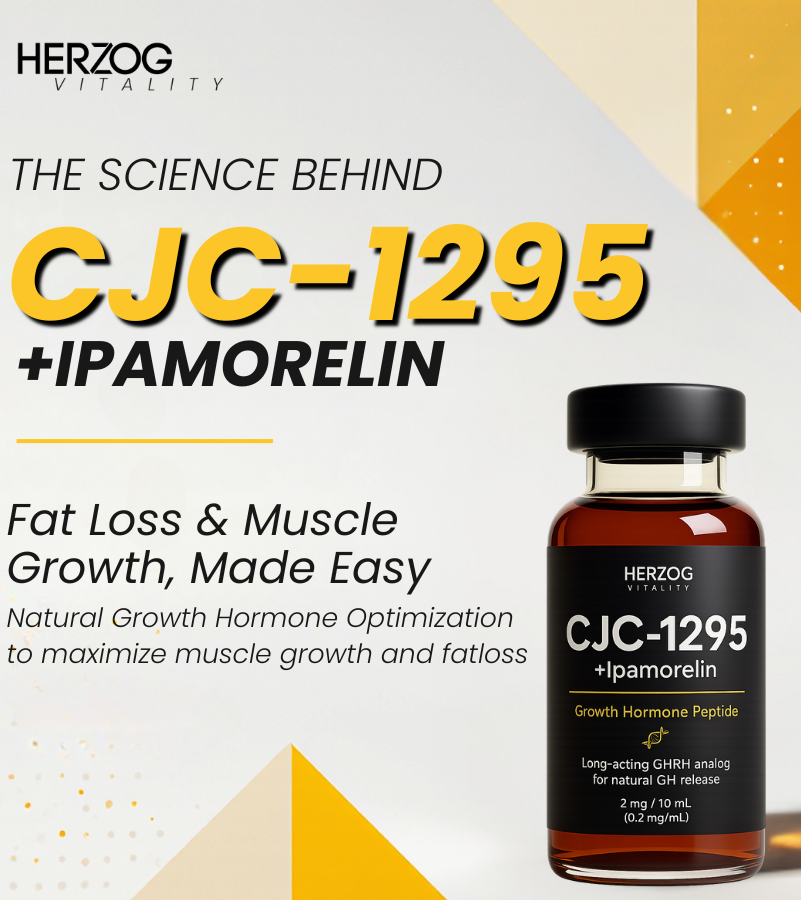 HERZOG
VITALITY
THE SCIENCE BEHIND
CJC-1295
+IPAMORELIN
Fat Loss & Muscle
Growth, Made Easy
Natural Growth Hormone Optimization
to maximize muscle growth and fatloss
HERZOG
VITALITY
CJC-1295
+Ipamorelin
Growth Hormone Peptide
Long-acting GHRH analog
for natural GH release
2 mg / 10 mL
(0.2 mg/mL)